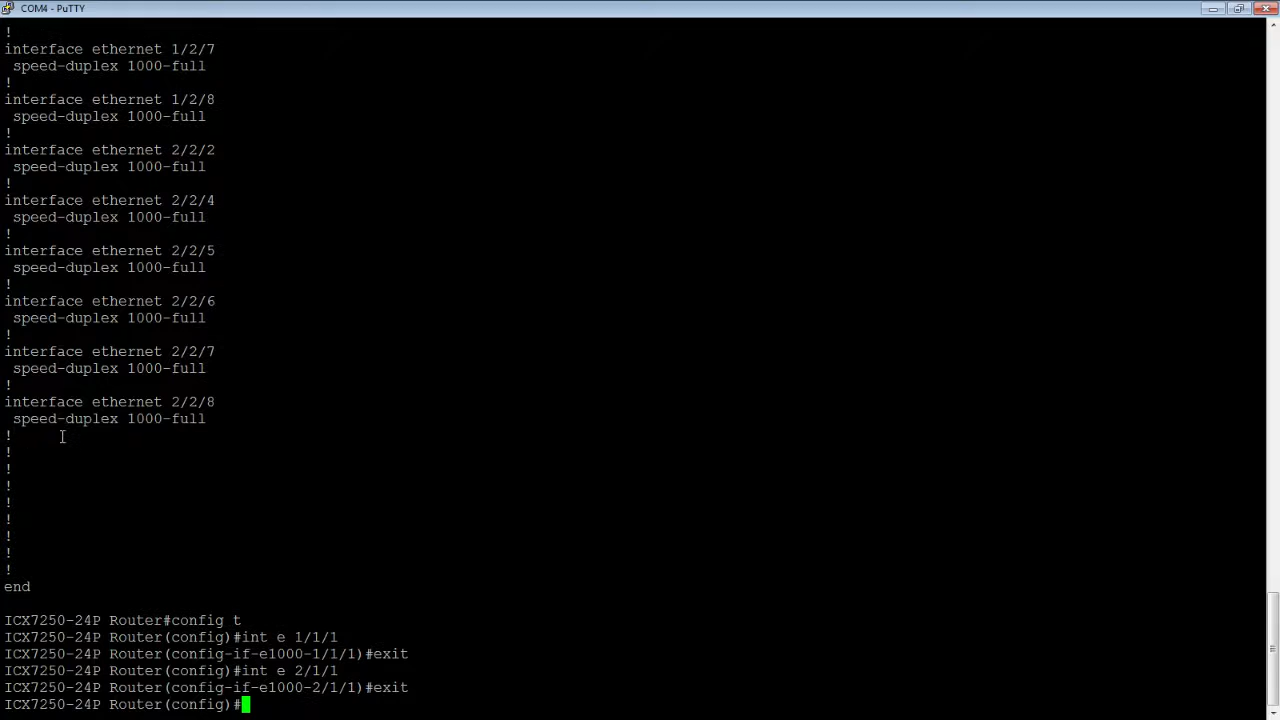 COM4 - PuTTY
!
interface ethernet 1/2/7
 speed-duplex 1000-full
!
interface ethernet 1/2/8
 speed-duplex 1000-full
!
interface ethernet 2/2/2
 speed-duplex 1000-full
!
interface ethernet 2/2/4
 speed-duplex 1000-full
!
interface ethernet 2/2/5
 speed-duplex 1000-full
!
interface ethernet 2/2/6
 speed-duplex 1000-full
!
interface ethernet 2/2/7
 speed-duplex 1000-full
!
interface ethernet 2/2/8
 speed-duplex 1000-full
!
!
!
!
!
!
!
!
!
end
ICX7250-24P Router#config t
ICX7250-24P Router(config)#int e 1/1/1
ICX7250-24P Router(config-if-e1000-1/1/1)#exit
ICX7250-24P Router(config)#int e 2/1/1
ICX7250-24P Router(config-if-e1000-2/1/1)#exit
ICX7250-24P Router(config)#